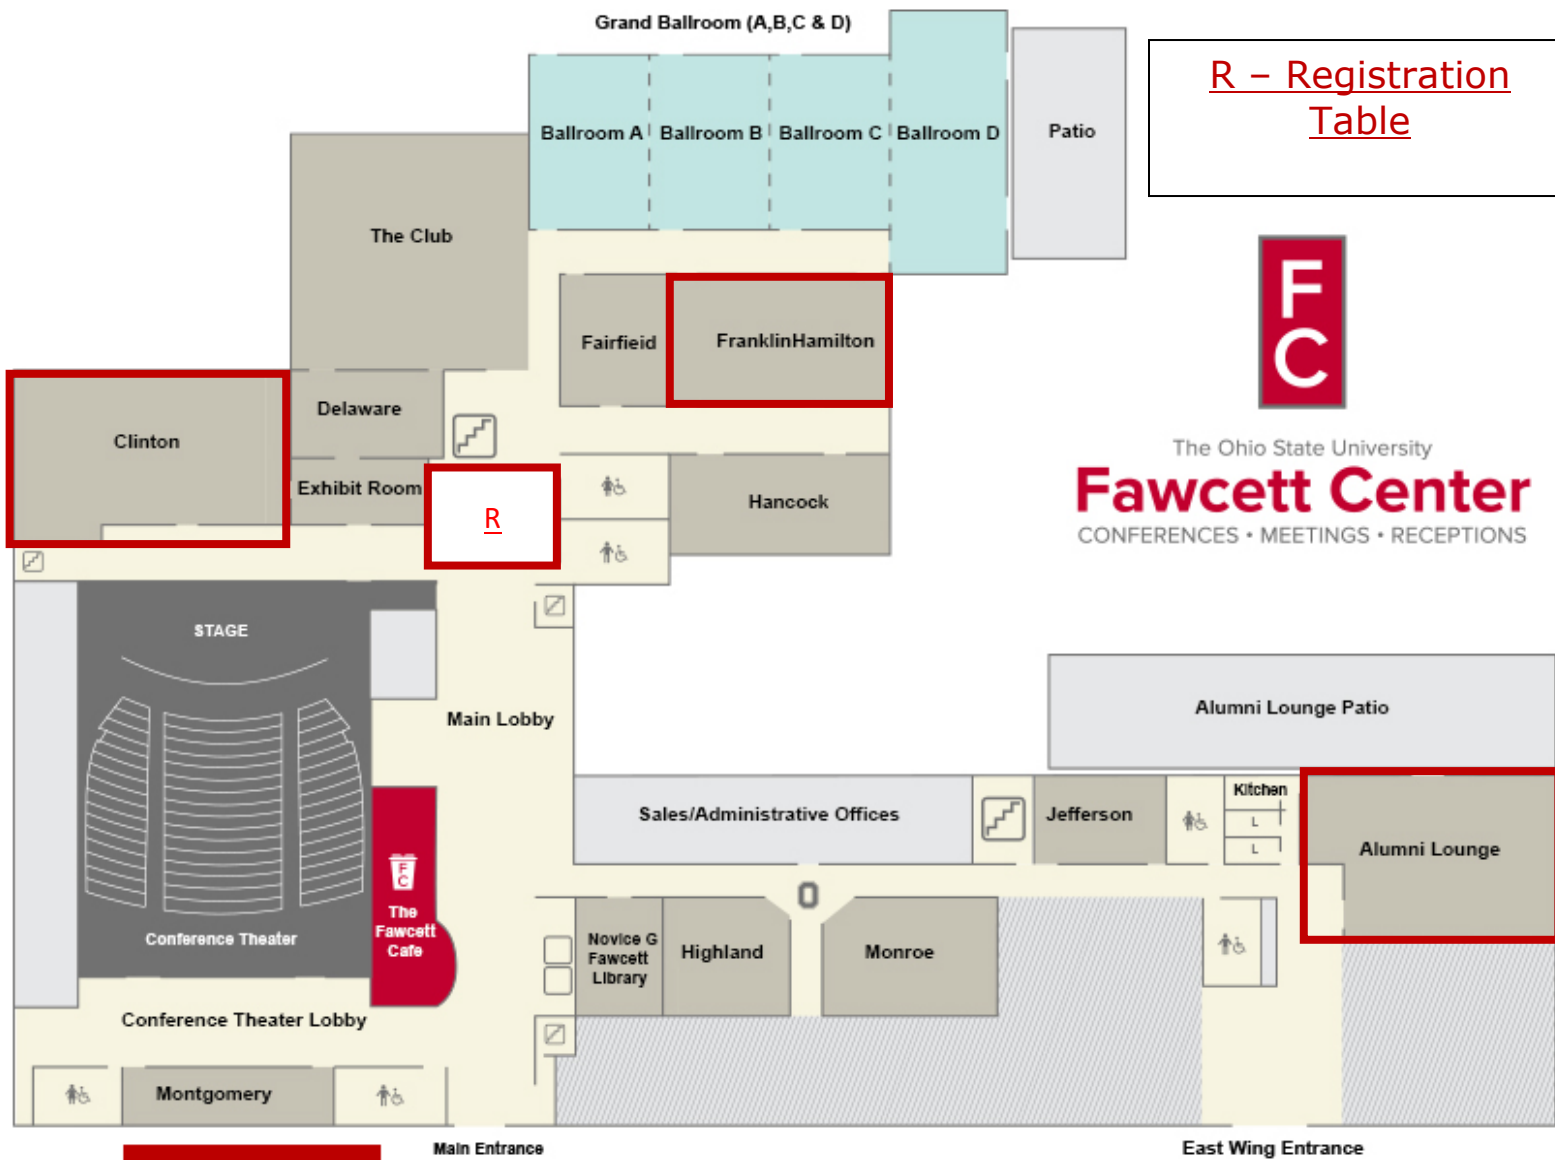 Grand Ballroom (A,B,C & D)
R – Registration
Table
Ballroom A
Ballroom B
Ballroom C
Ballroom D
Patio
The Club
Fairfield
FranklinHamilton
Delaware
Clinton
Exhibit Room
R
Hancock
F
C
The Ohio State University
Fawcett Center
CONFERENCES • MEETINGS • RECEPTIONS
STAGE
Main Lobby
Alumni Lounge Patio
Sales/Administrative Offices
Jefferson
Kitchen
L
L
Alumni Lounge
F
C
The
Fawcett
Cafe
Conference Theater
Novice G
Fawcett
Library
Highland
O
Monroe
Conference Theater Lobby
Montgomery
Main Entrance
East Wing Entrance